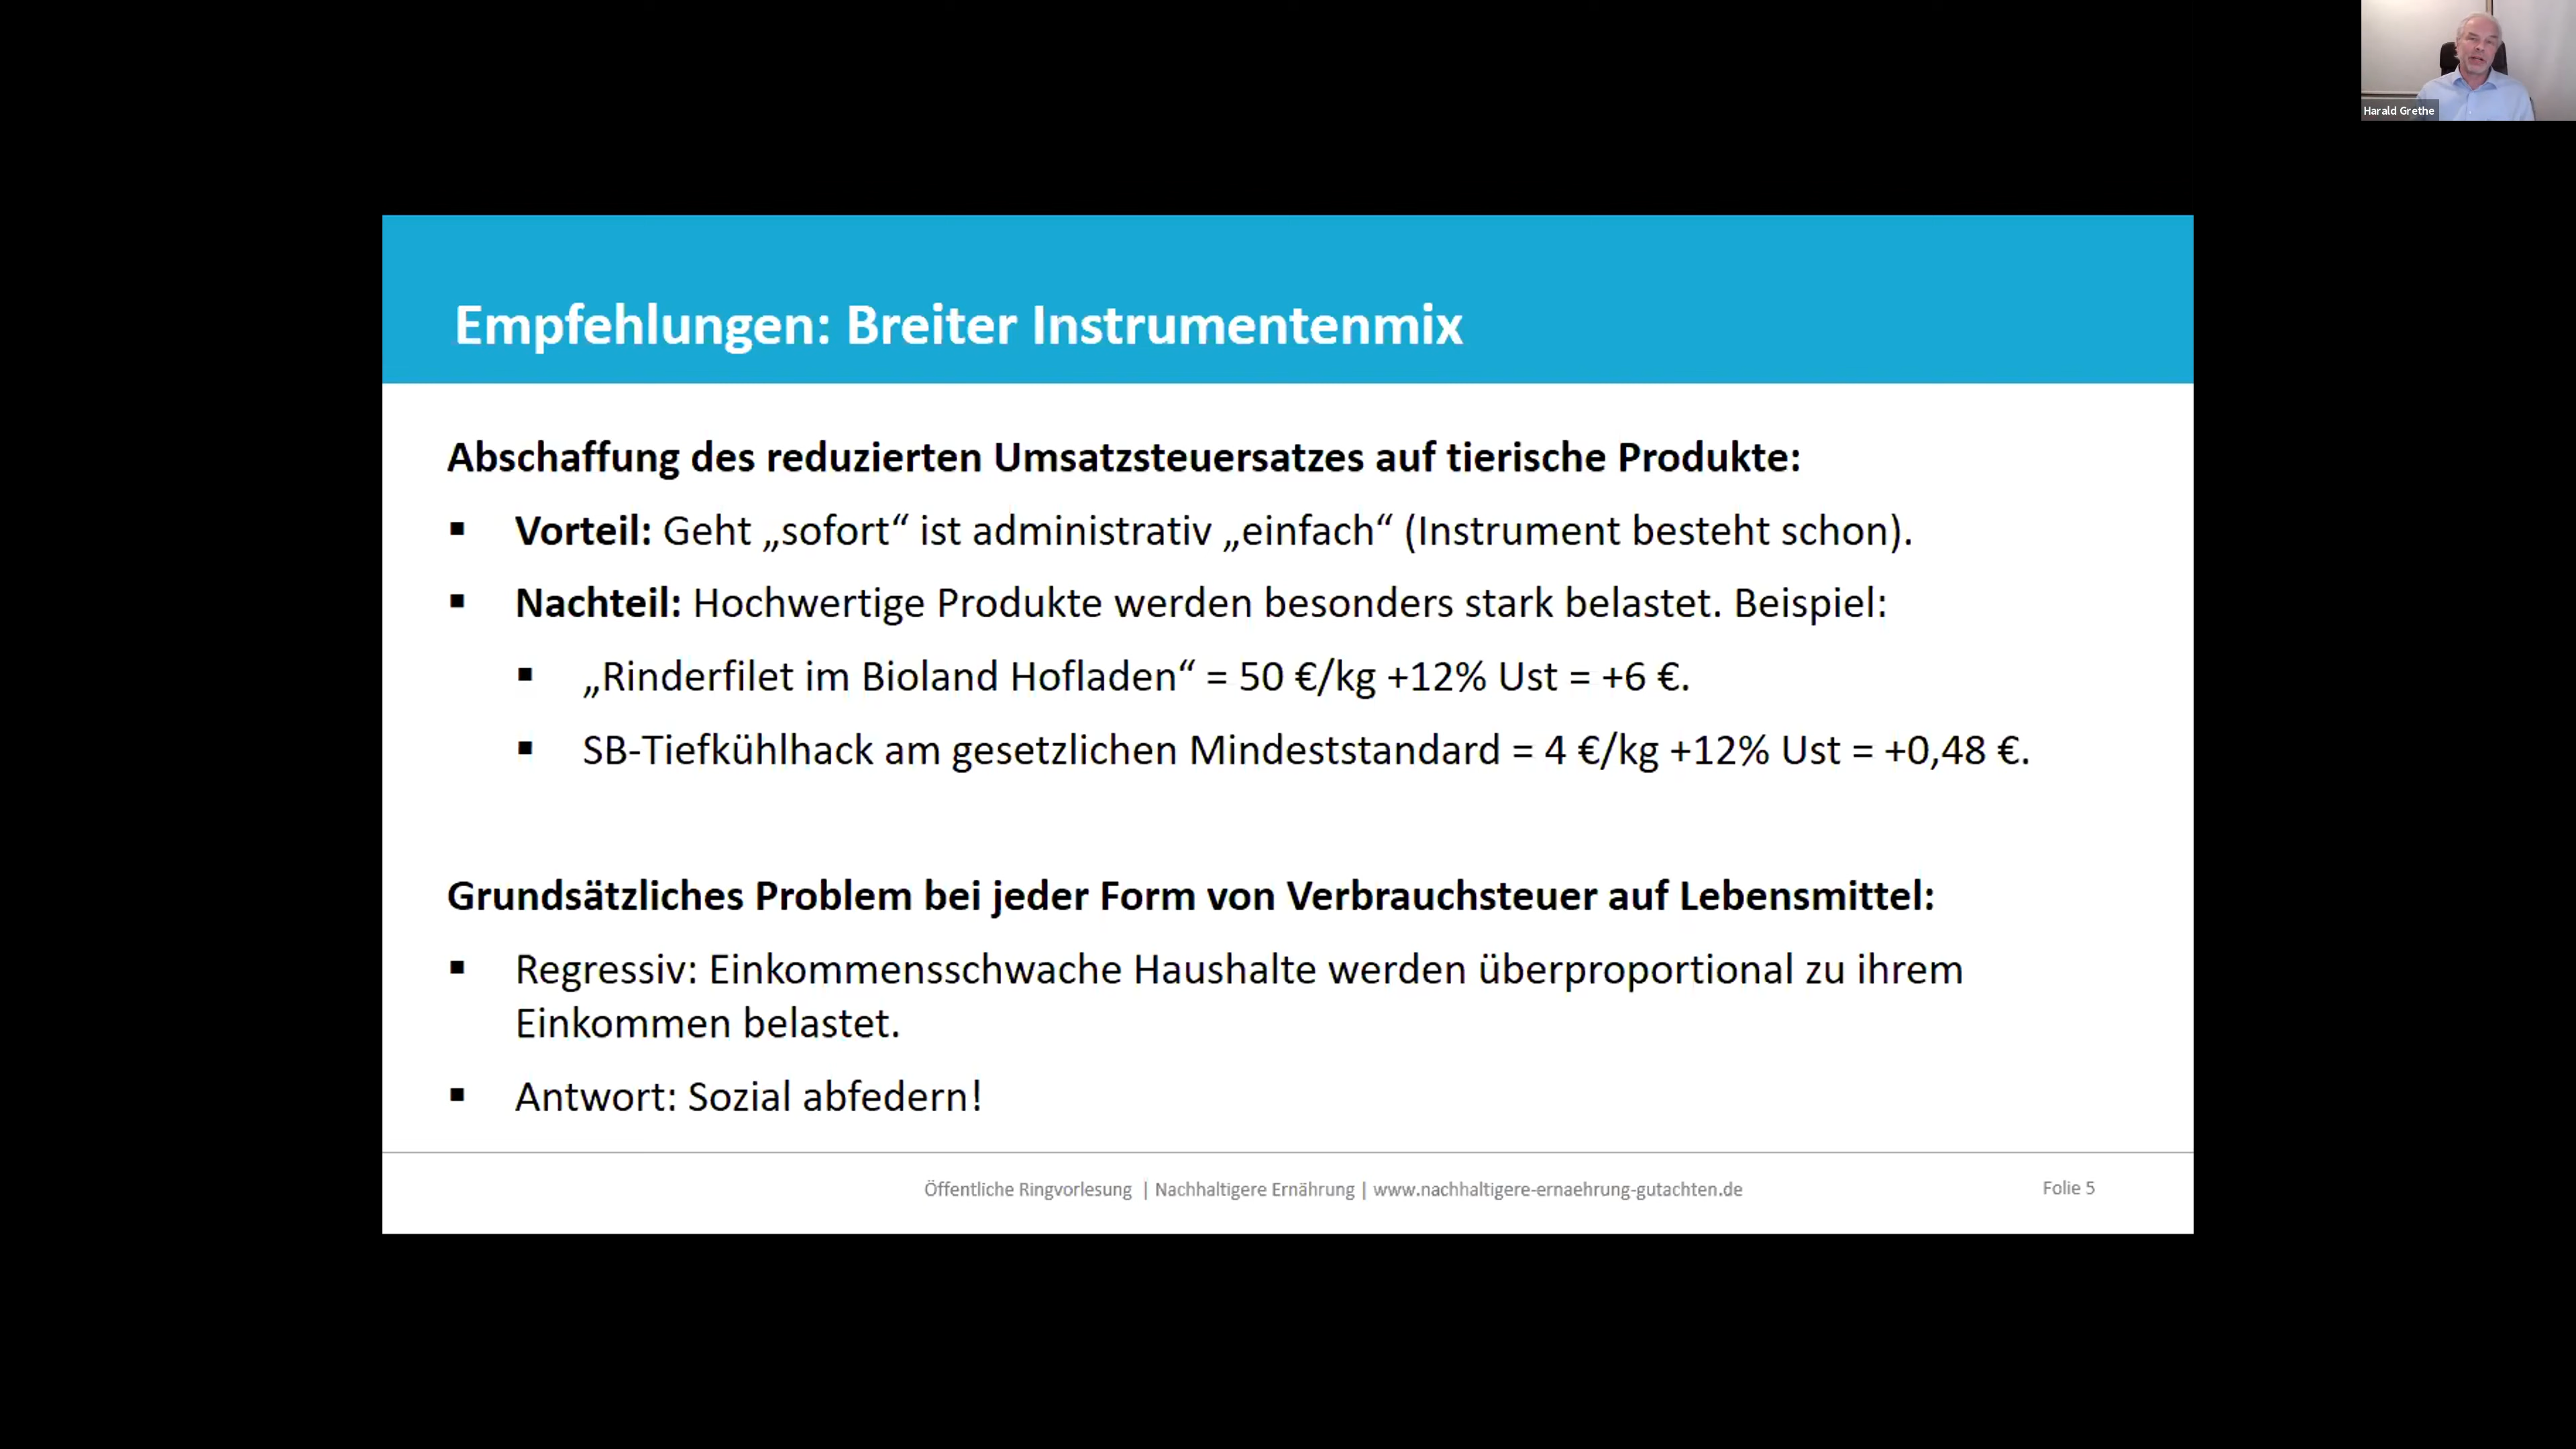 Harald Grethe
Empfehlungen: Breiter Instrumentenmix
Abschaffung des reduzierten Umsatzsteuersatzes auf tierische Produkte:
▪ Vorteil: Geht „sofort“ ist administrativ „einfach“ (Instrument besteht schon).
▪ Nachteil: Hochwertige Produkte werden besonders stark belastet. Beispiel:
▪ „Rinderfilet im Bioland Hofladen“ = 50 €/kg +12% Ust = +6 €.
▪ SB-Tiefkühlhack am gesetzlichen Mindeststandard = 4 €/kg +12% Ust = +0,48 €.
Grundsätzliches Problem bei jeder Form von Verbrauchsteuer auf Lebensmittel:
▪ Regressiv: Einkommensschwache Haushalte werden überproportional zu ihrem
Einkommen belastet.
▪ Antwort: Sozial abfedern!
Öffentliche Ringvorlesung | Nachhaltigere Ernährung | www.nachhaltigere-ernaehrung-gutachten.de
Folie 5